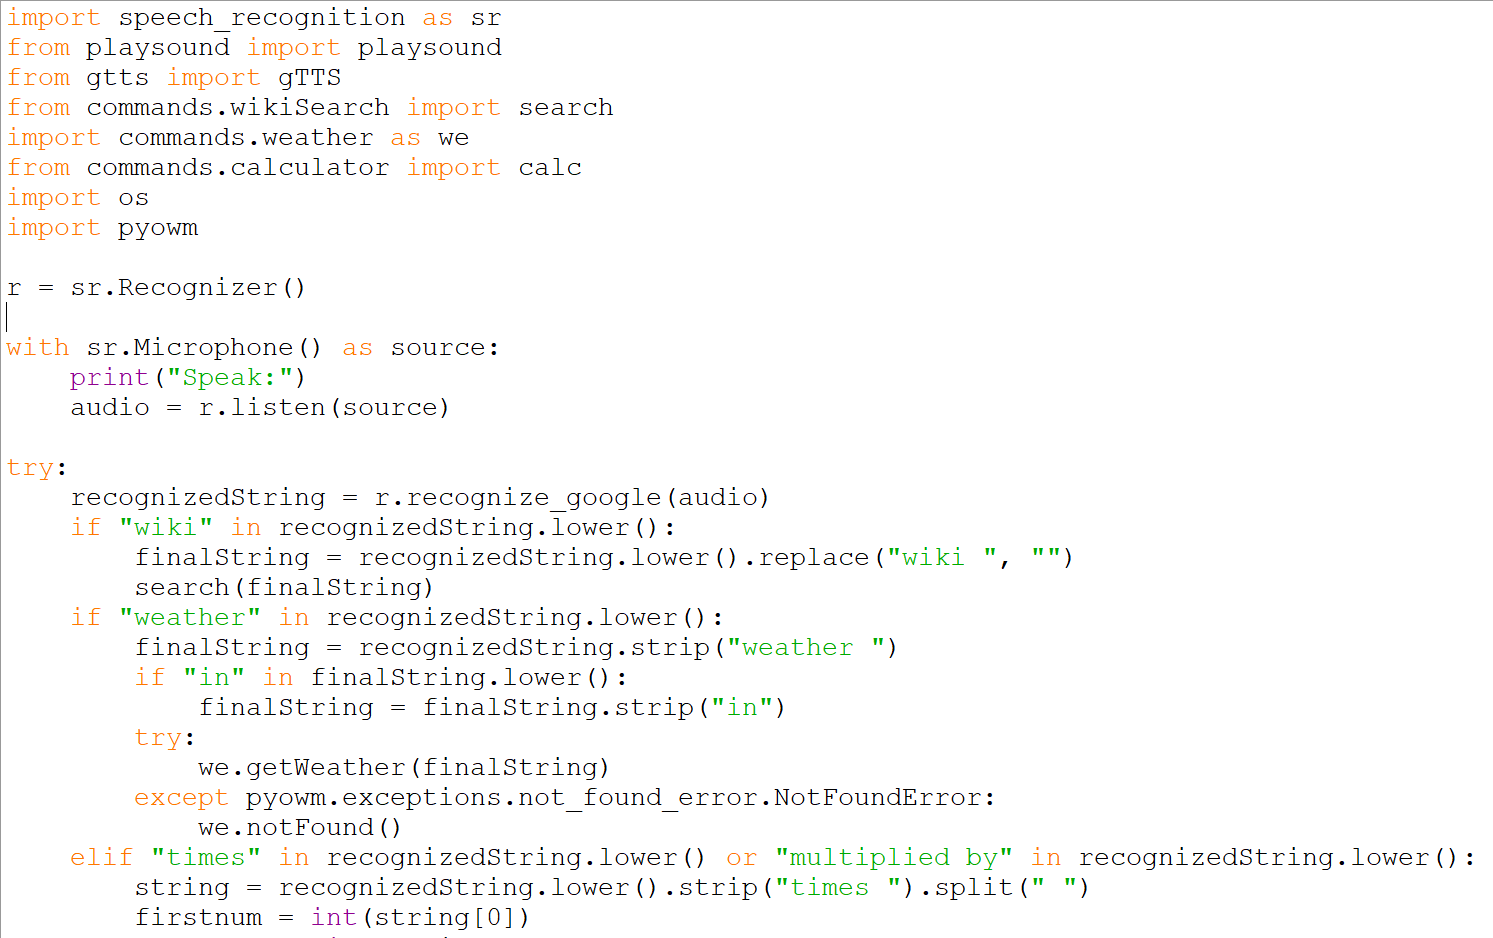 import speech_recognition as sr
from playsound import playsound
from gtts import gTTS
from commands.wikiSearch import search
import commands.weather as we
from commands.calculator import calc
import os
import pyowm

r = sr.Recognizer()

with sr.Microphone() as source:
    print("Speak:")
    audio = r.listen(source)

try:
    recognizedString = r.recognize_google(audio)
    if "wiki" in recognizedString.lower():
        finalString = recognizedString.lower().replace("wiki ", "")
        search(finalString)
    if "weather" in recognizedString.lower():
        finalString = recognizedString.strip("weather ")
        if "in" in finalString.lower():
            finalString = finalString.strip("in")
        try:
            we.getWeather(finalString)
        except pyowm.exceptions.not_found_error.NotFoundError:
            we.notFound()
    elif "times" in recognizedString.lower() or "multiplied by" in recognizedString.lower():
        string = recognizedString.lower().strip("times ").split(" ")
        firstnum = int(string[0])